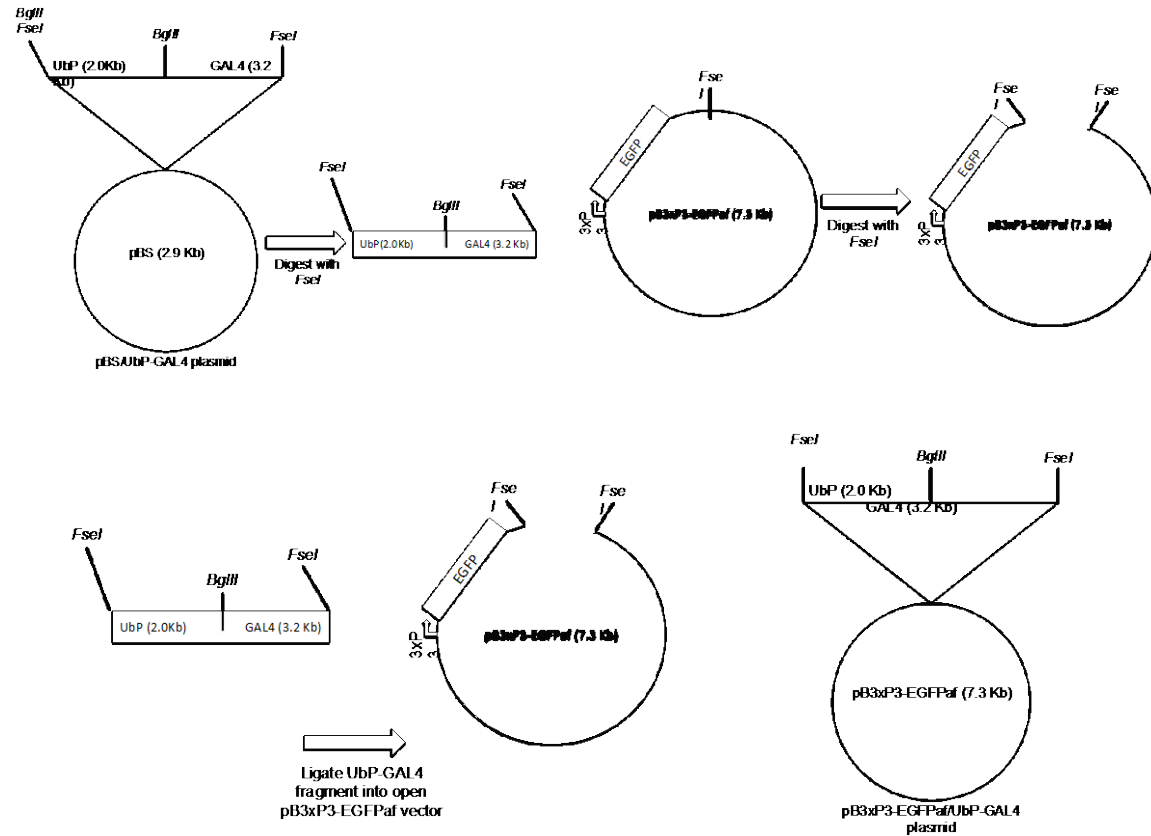 BglII
FseI
BglII
FseI
UbP (2.0Kb)
GAL4 (3.2
Kb)
pBS (2.9 Kb)
pBS/UbP-GAL4 plasmid
Digest with
FseI
FseI
FseI
BglII
UbP(2.0Kb)
GAL4 (3.2 Kb)
Fse
I
EGFP
3xP
3
pB3xP3-EGFPaf (7.3 Kb)
Digest with
FseI
Fse
I
Fse
I
EGFP
3xP
3
pB3xP3-EGFPaf (7.3 Kb)
FseI
BglII
FseI
UbP (2.0Kb)
GAL4 (3.2 Kb)
Ligate UbP-GAL4
fragment into open
pB3xP3-EGFPaf vector
Fse
I
Fse
I
EGFP
3xP
3
pB3xP3-EGFPaf (7.3 Kb)
FseI
BglII
FseI
UbP (2.0 Kb)
GAL4 (3.2 Kb)
pB3xP3-EGFPaf (7.3 Kb)
pB3xP3-EGFPaf/UbP-GAL4
plasmid